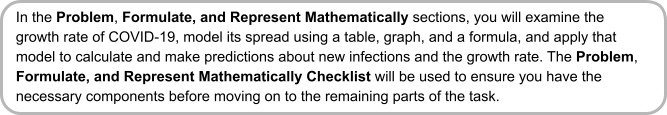 In the Problem, Formulate, and Represent Mathematically sections, you will examine the
growth rate of COVID-19, model its spread using a table, graph, and a formula, and apply that
model to calculate and make predictions about new infections and the growth rate. The Problem,
Formulate, and Represent Mathematically Checklist will be used to ensure you have the
necessary components before moving on to the remaining parts of the task.